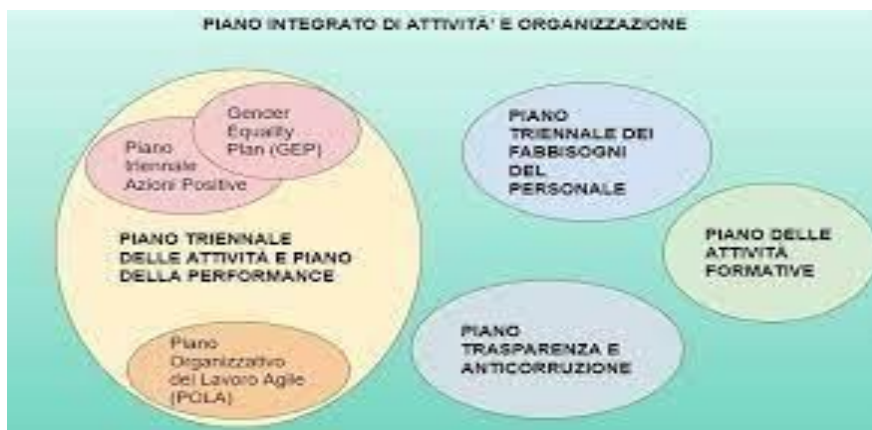 PIANO INTEGRATO DI ATTIVITA' E ORGANIZZAZIONE
Gender
Equality
Plan (GEP)
Piano
triennale
Azioni Positive
PIANO TRIENNALE
DELLE ATTIVITÀ E PIANO
DELLA PERFORMANCE
Piano
Organizzativo
del Lavoro Agile
(POLA)
PIANO
TRIENNALE DEI
FABBISOGNI
DEL
PERSONALE
PIANO DELLE
ATTIVITÀ
FORMATIVE
PIANO
TRASPARENZA E
ANTICORRUZIONE